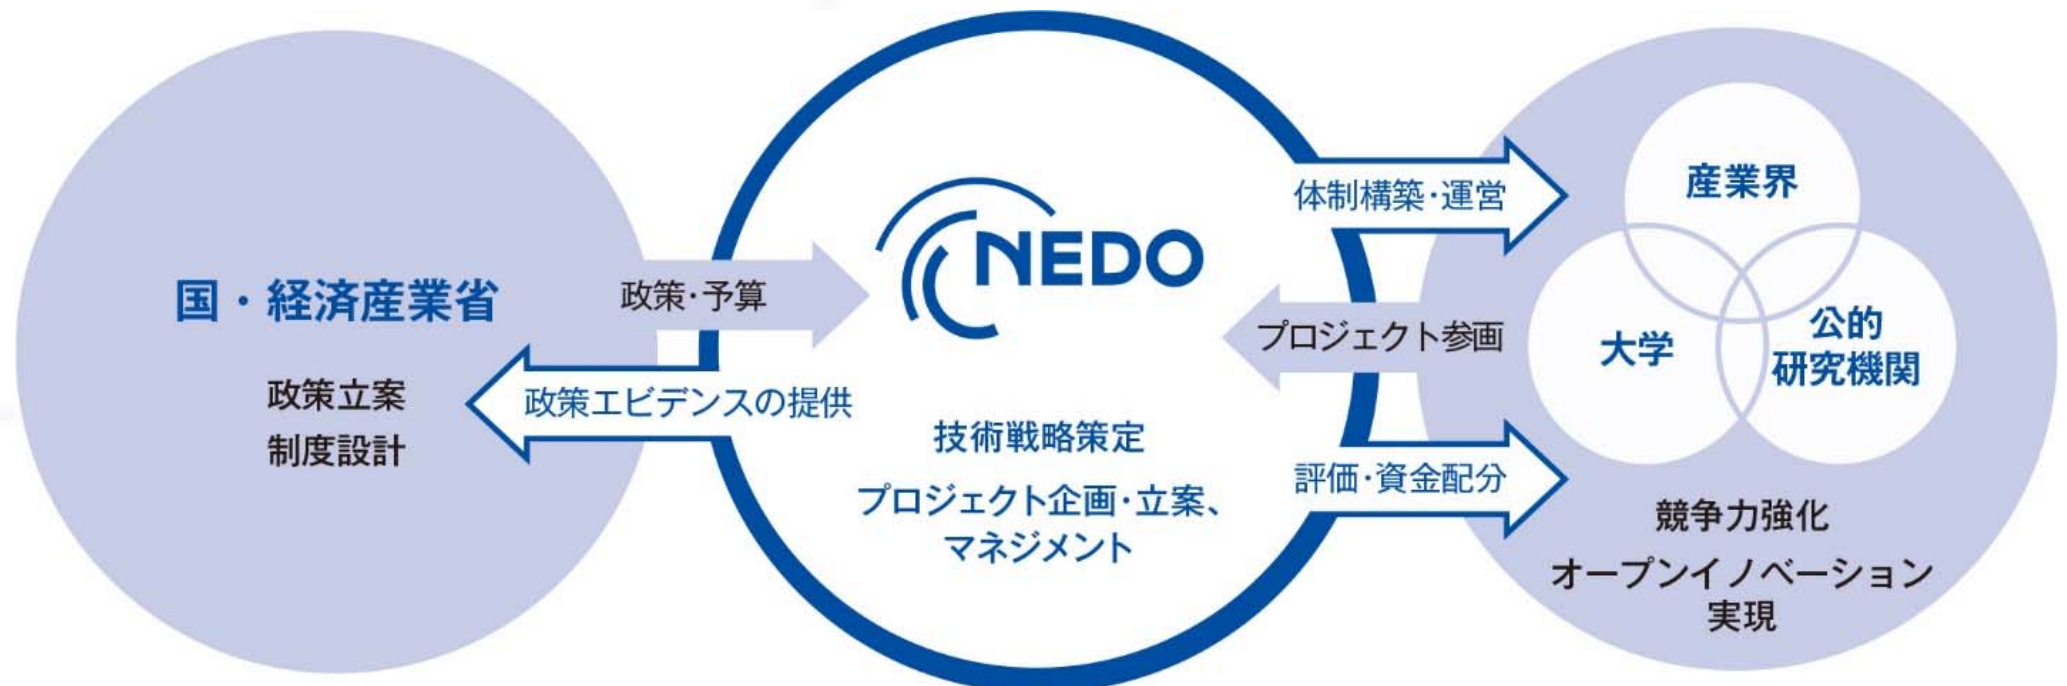 国・経済産業省
政策立案
制度設計
政策・予算
政策エビデンスの提供
NEDO
技術戦略策定
プロジェクト企画・立案、
マネジメント
体制構築・運営
プロジェクト参画
評価・資金配分
産業界
大学
公的
研究機関
競争力強化
オープンイノベーション
実現